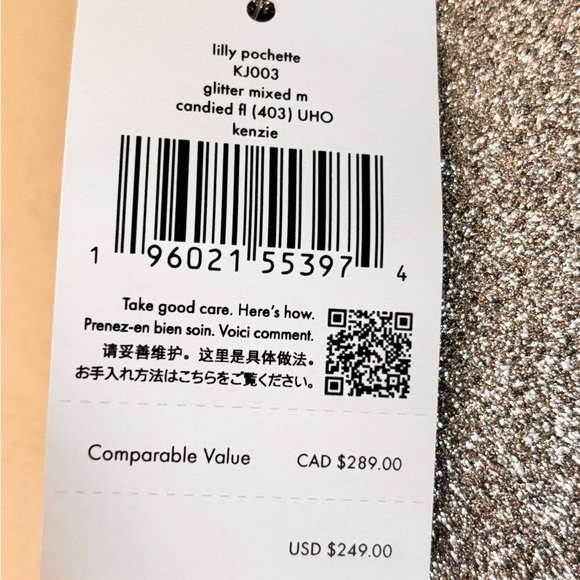 lilly pochette
KJ003
glitter mixed m
candied fl (403) UHO
kenzie
1 96021 55397 4
Take good care. Here's how.
Prenez-en bien soin. Voici comment.
请妥善维护。这里是具体做法。
お手入れ方法はこちらをご覧ください。
Comparable Value CAD $289.00
USD $249.00